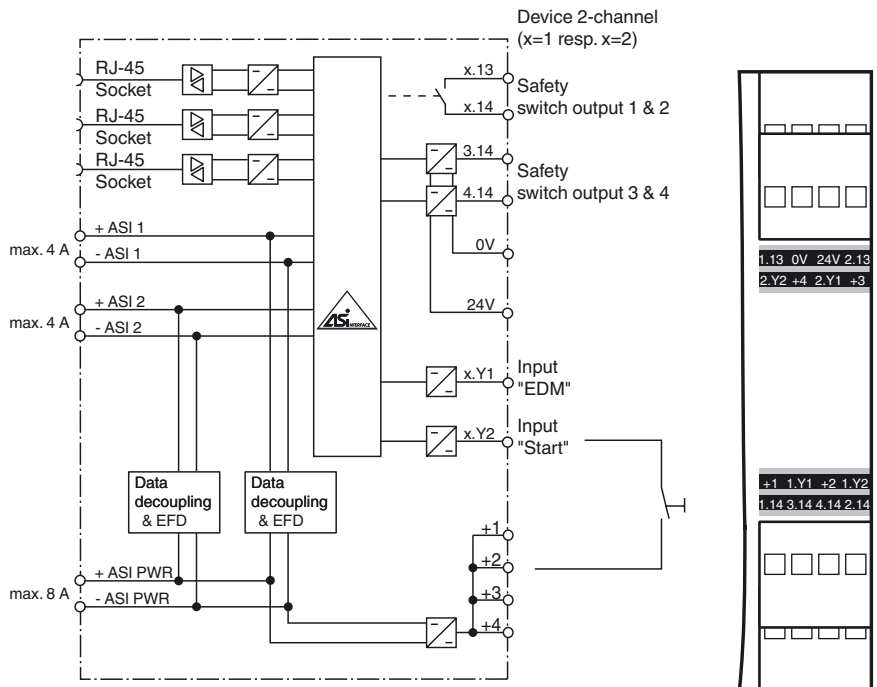 Device 2-channel
(x=1 resp. x=2)
RJ-45
Socket
RJ-45
Socket
RJ-45
Socket
x.13
x.14
Safety
switch output 1 & 2
3.14
4.14
Safety
switch output 3 & 4
0V
24V
max. 4 A
+ ASI 1
- ASI 1
max. 4 A
+ ASI 2
- ASI 2
ASi
INTERFACE
x.Y1
Input
"EDM"
x.Y2
Input
"Start"
Data
decoupling
& EFD
Data
decoupling
& EFD
max. 8 A
+ ASI PWR
- ASI PWR
+1
+2
+3
+4
1.13 0V 24V 2.13
2.Y2 +4 2.Y1 +3
+1 1.Y1 +2 1.Y2
1.14 3.14 4.14 2.14